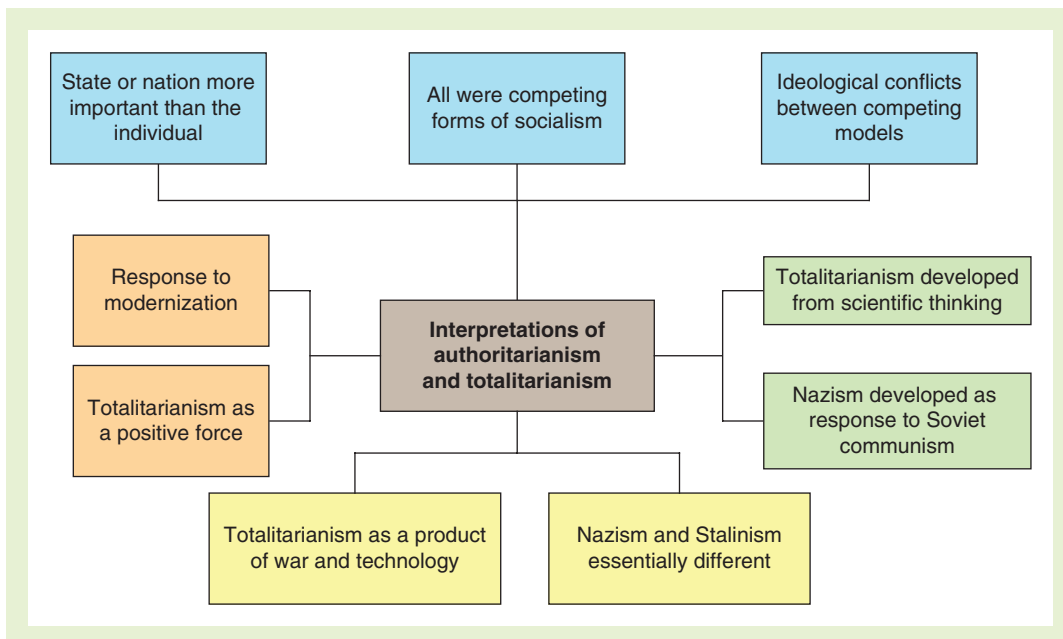 State or nation more
important than the
individual
All were competing
forms of socialism
Ideological conflicts
between competing
models
Response to
modernization
Totalitarianism as
a positive force
Interpretations of
authoritarianism
and totalitarianism
Totalitarianism developed
from scientific thinking
Nazism developed as
response to Soviet
communism
Totalitarianism as a product
of war and technology
Nazism and Stalinism
essentially different